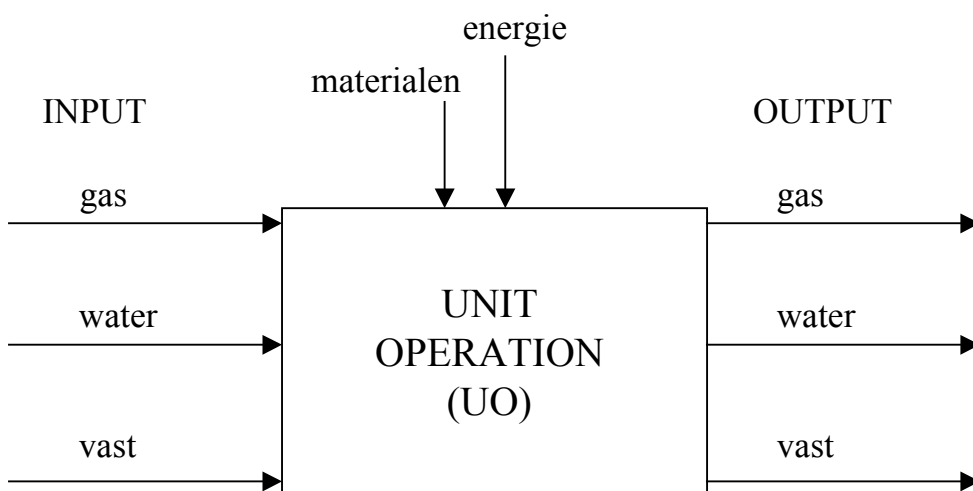 energie
materialen
INPUT
OUTPUT
gas
gas
water
UNIT
OPERATION
(UO)
water
vast
vast